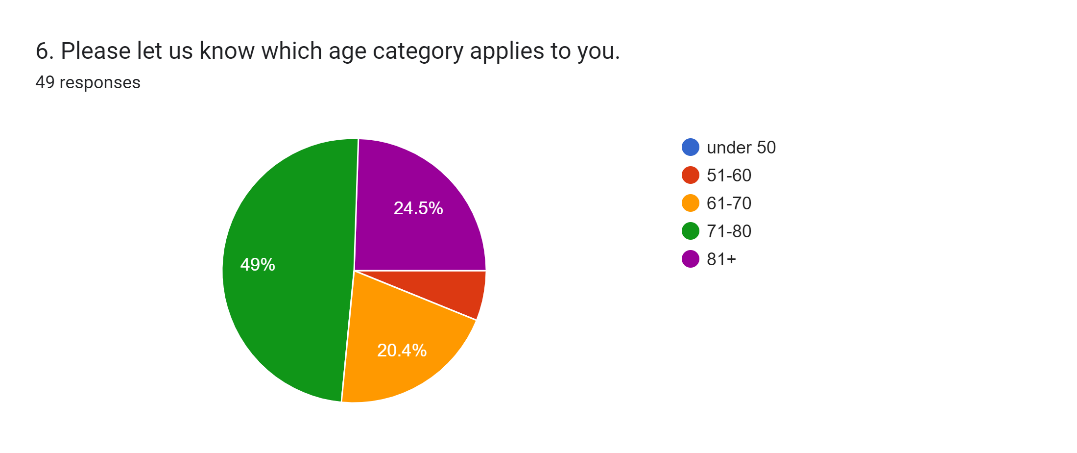 6. Please let us know which age category applies to you.
49 responses
24.5%
49%
20.4%
under 50
51-60
61-70
71-80
81+